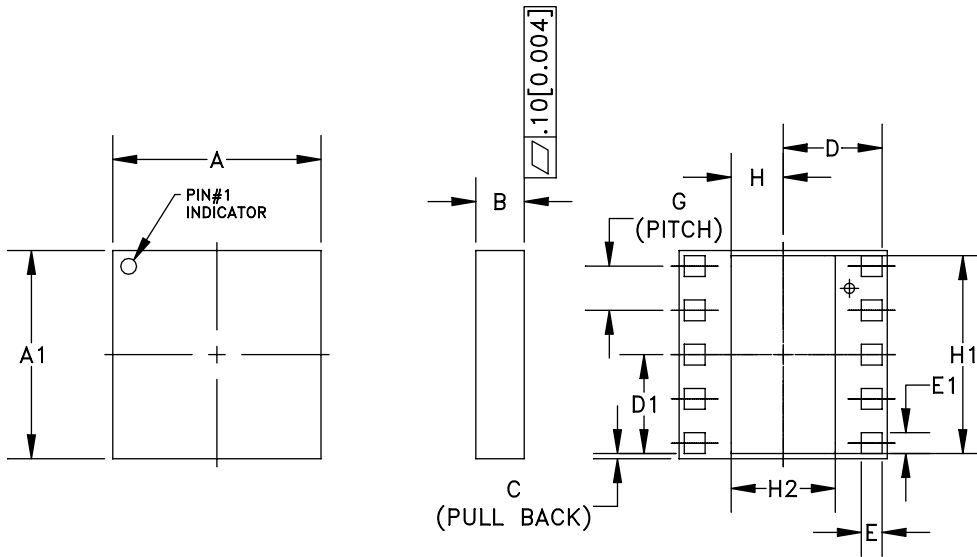 .10[0.004]
A
D
H
B
PIN#1
INDICATOR
G
(PITCH)
A1
H1
E1
D1
C
(PULL BACK)
H2
E